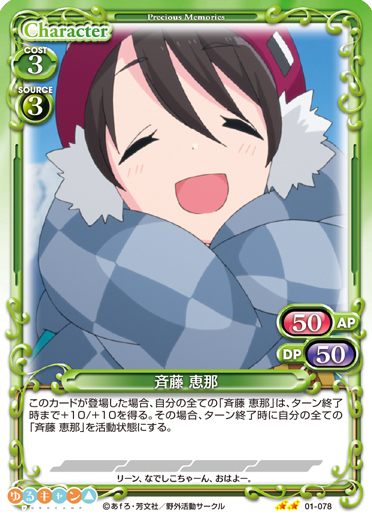 Precious Memories
Character
COST
3
SOURCE
3
50 AP
DP 50
斉藤 恵那
このカードが登場した場合、自分の全ての「斉藤 恵那」は、ターン終了
時まで+10/+10を得る。その場合、ターン終了時に自分の全ての
「斉藤 恵那」を活動状態にする。
リーン、なでしこちゃーん、おはよー。
ゆるキャン△
©あfろ・芳文社/野外活動サークル
01-078